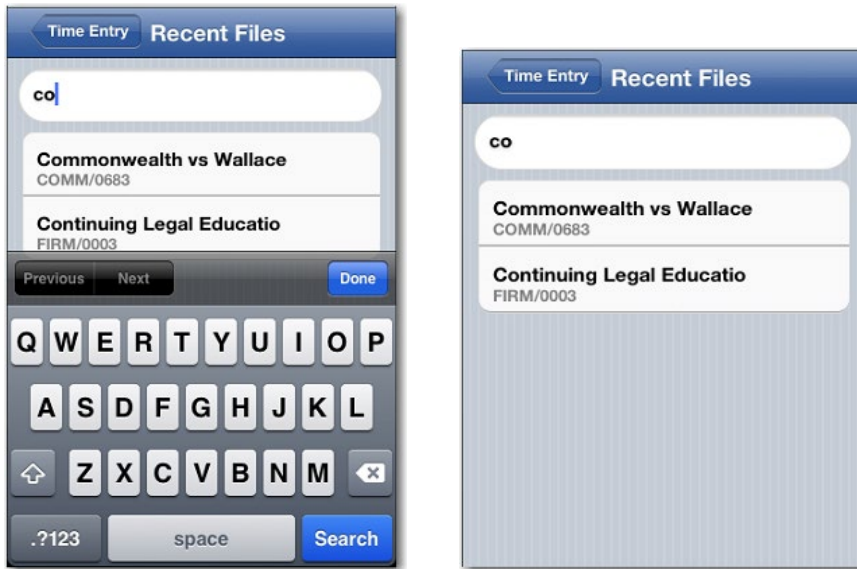 Time Entry Recent Files
co
Commonwealth vs Wallace
COMM/0683
Continuing Legal Educatio
FIRM/0003
Previous Next Done
Q W E R T Y U I O P
A S D F G H J K L
Z X C V B N M
.?123 space Search
Time Entry Recent Files
co
Commonwealth vs Wallace
COMM/0683
Continuing Legal Educatio
FIRM/0003